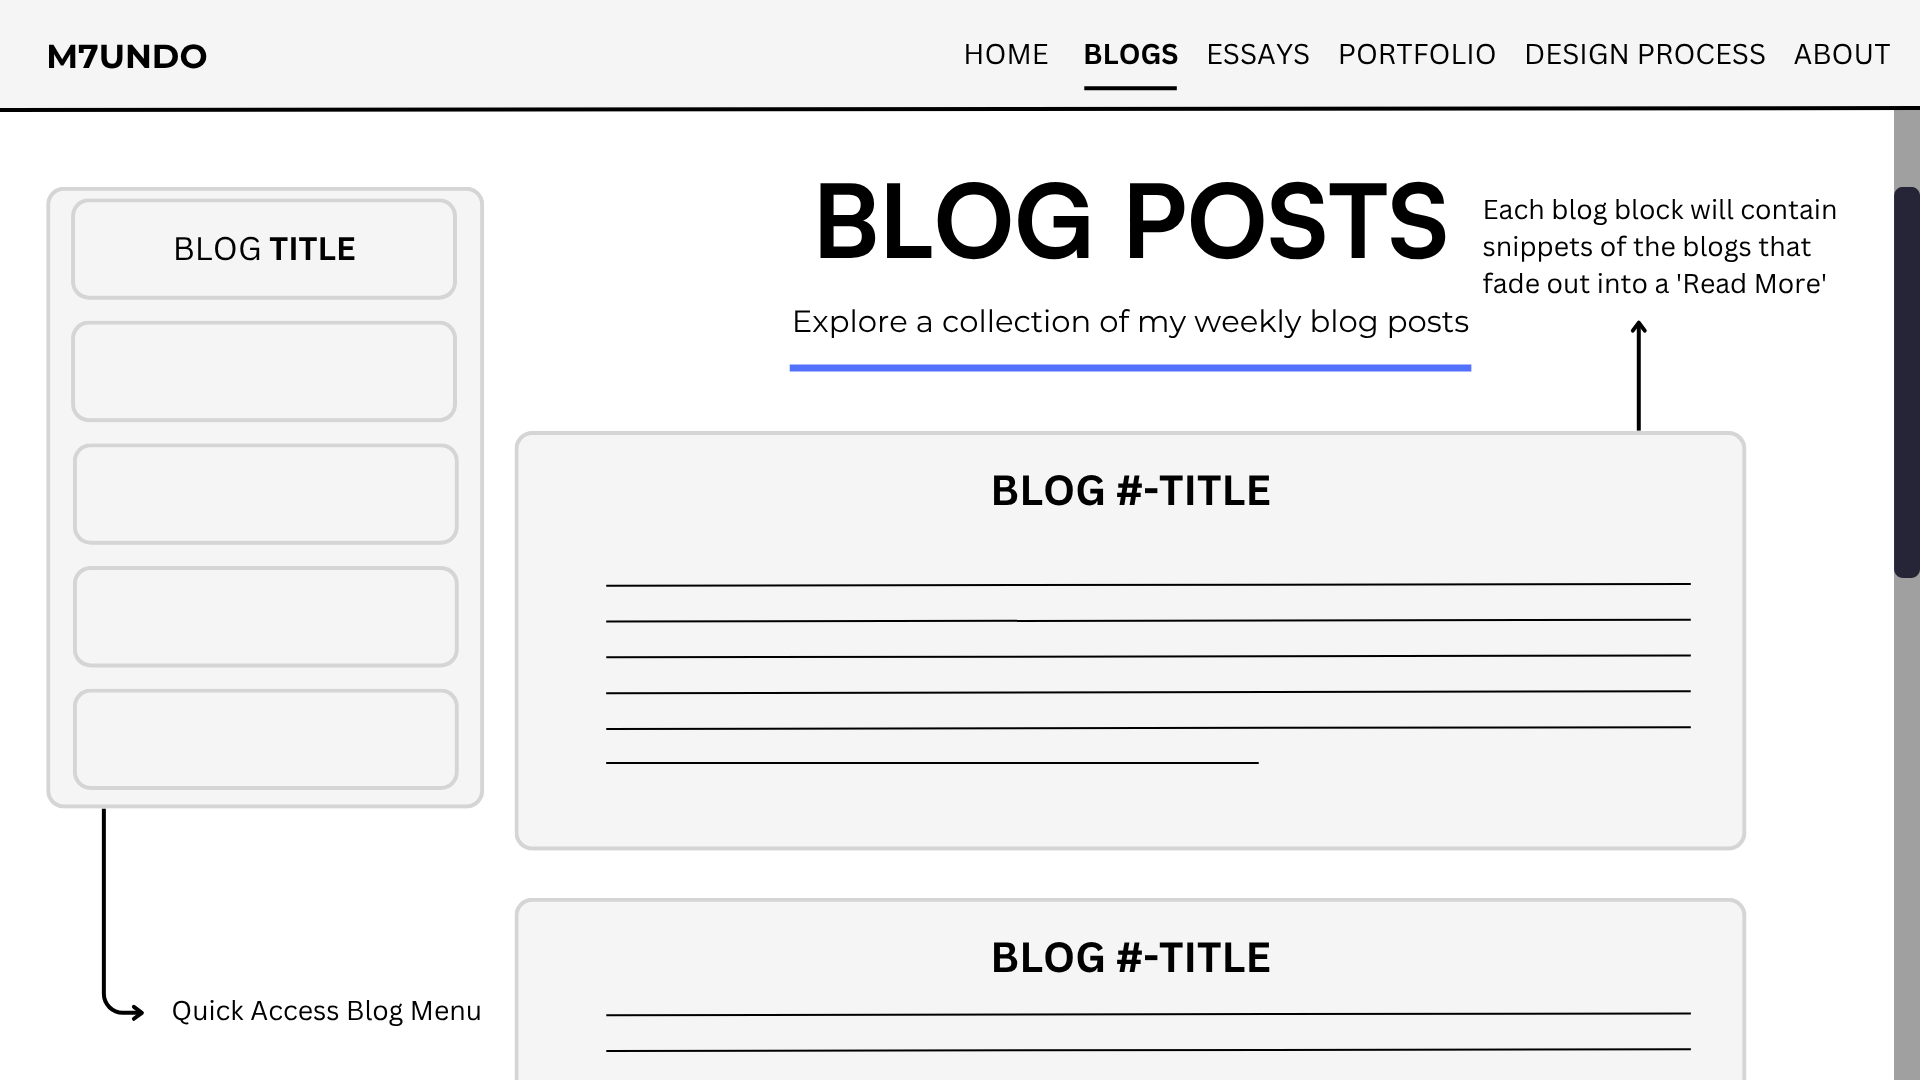 M7UNDO
HOME BLOGS ESSAYS PORTFOLIO DESIGN PROCESS ABOUT
BLOG TITLE
BLOG POSTS
Explore a collection of my weekly blog posts
Each blog block will contain
snippets of the blogs that
fade out into a 'Read More'
BLOG #-TITLE
BLOG #-TITLE
Quick Access Blog Menu